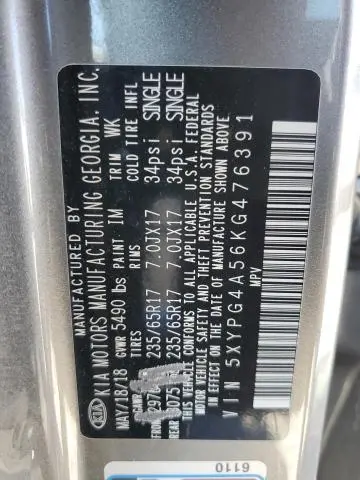 KIA
MANUFACTURED BY
KIA MOTORS MANUFACTURING GEORGIA, INC.
MAY/18/18 PAINT IM TRIM WK
GVWR 5490 lbs
TIRES RIMS COLD TIRE INFL
235/65R17 7.0JX17 34psi SINGLE
REAR 235/65R17 7.0JX17 34psi SINGLE
THIS VEHICLE CONFORMS TO ALL APPLICABLE U.S.A. FEDERAL
MOTOR VEHICLE SAFETY AND THEFT PREVENTION STANDARDS
IN EFFECT ON THE DATE OF MANUFACTURE SHOWN ABOVE
VIN 5XYPG4A56KG476391
MPV
6110